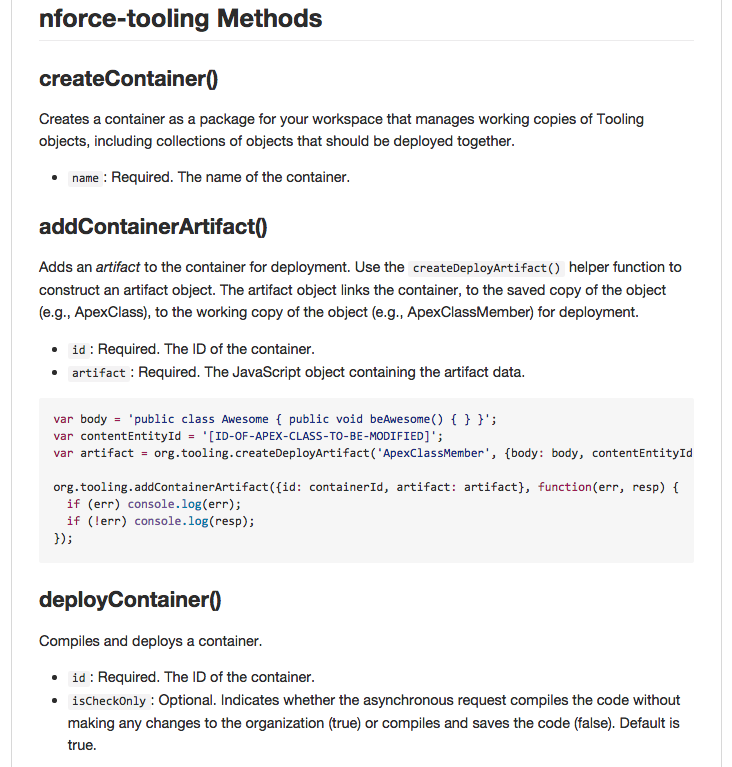 nforce-tooling Methods
createContainer()
Creates a container as a package for your workspace that manages working copies of Tooling
objects, including collections of objects that should be deployed together.
• name : Required. The name of the container.
addContainerArtifact()
Adds an artifact to the container for deployment. Use the createDeployArtifact() helper function to
construct an artifact object. The artifact object links the container, to the saved copy of the object
(e.g., ApexClass), to the working copy of the object (e.g., ApexClassMember) for deployment.
• id : Required. The ID of the container.
• artifact : Required. The JavaScript object containing the artifact data.
var body = 'public class Awesome { public void beAwesome() { } }';
var contentEntityId = '[ID-OF-APEX-CLASS-TO-BE-MODIFIED]';
var artifact = org.tooling.createDeployArtifact('ApexClassMember', {body: body, contentEntityId
org.tooling.addContainerArtifact({id: containerId, artifact: artifact}, function(err, resp) {
  if (err) console.log(err);
  if (!err) console.log(resp);
});
deployContainer()
Compiles and deploys a container.
• id : Required. The ID of the container.
• isCheckOnly : Optional. Indicates whether the asynchronous request compiles the code without
making any changes to the organization (true) or compiles and saves the code (false). Default is
true.